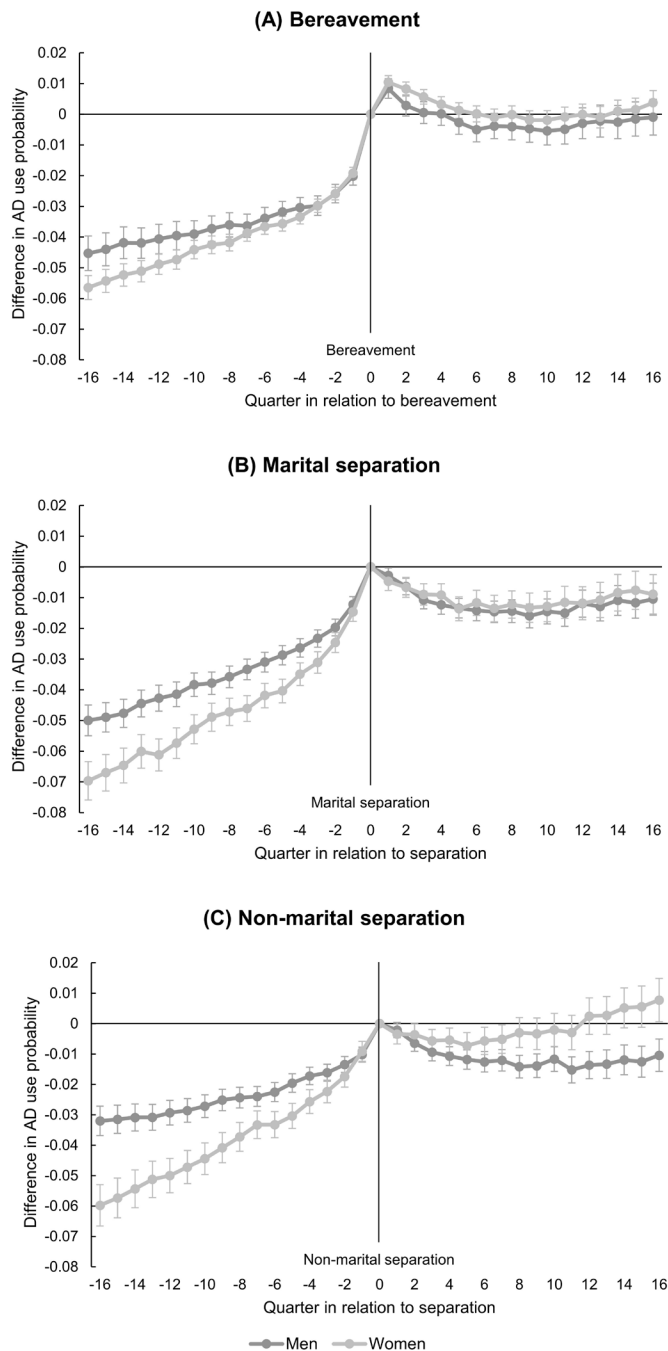 (A) Bereavement
Difference in AD use probability
0.02
0.01
0
-0.01
-0.02
-0.03
-0.04
-0.05
-0.06
-0.07
-0.08
Bereavement
-16 -14 -12 -10 -8 -6 -4 -2 0 2 4 6 8 10 12 14 16
Quarter in relation to bereavement
(B) Marital separation
Difference in AD use probability
0.02
0.01
0
-0.01
-0.02
-0.03
-0.04
-0.05
-0.06
-0.07
-0.08
Marital separation
-16 -14 -12 -10 -8 -6 -4 -2 0 2 4 6 8 10 12 14 16
Quarter in relation to separation
(C) Non-marital separation
Difference in AD use probability
0.02
0.01
0
-0.01
-0.02
-0.03
-0.04
-0.05
-0.06
-0.07
-0.08
Non-marital separation
-16 -14 -12 -10 -8 -6 -4 -2 0 2 4 6 8 10 12 14 16
Quarter in relation to separation
Men Women